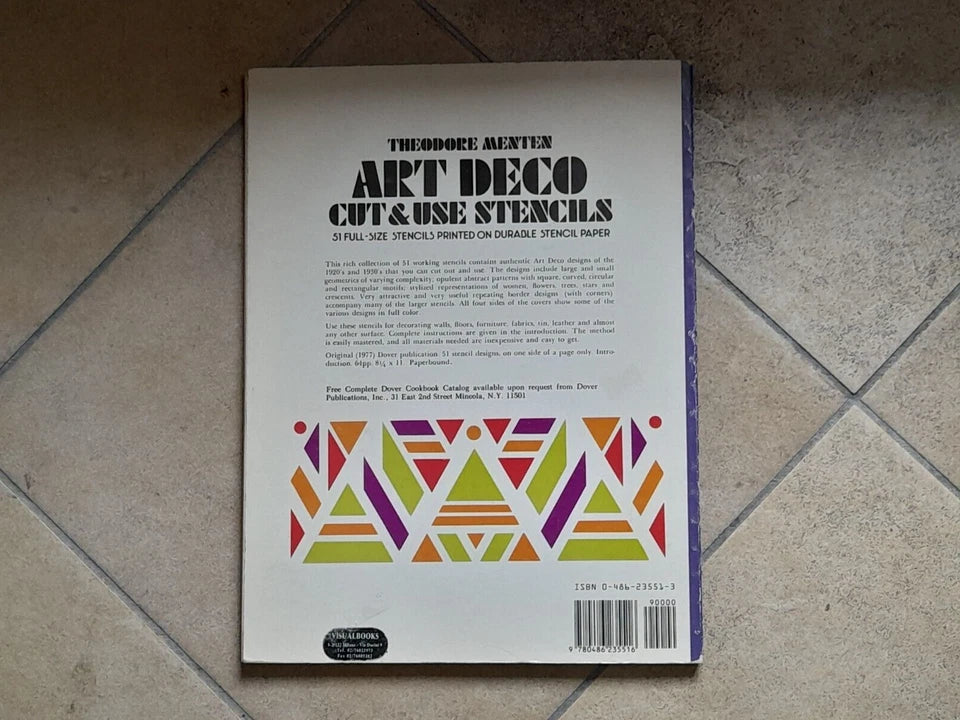 THEODORE MENTEN
ART DECO
CUT & USE STENCILS
51 FULL-SIZE STENCILS PRINTED ON DURABLE STENCIL PAPER
This rich collection of 51 working stencils contains authentic Art Deco designs of the
1920's and 1930's that you can cut out and use. The designs include large and small
geometrics of varying complexity; opulent abstract patterns with square, curved, circular
and rectangular motifs; stylized representations of women, flowers, trees, stars and
crescents. Very attractive and very useful repeating border designs (with corners)
accompany many of the larger stencils. All four sides of the covers show some of the
various designs in full color.
Use these stencils for decorating walls, floors, furniture, fabrics, tin, leather and almost
any other surface. Complete instructions are given in the introduction. The method
is easily mastered, and all materials needed are inexpensive and easy to get.
Original (1977) Dover publication. 51 stencil designs, on one side of a page only. Intro-
duction. 64pp. 8¼ x 11. Paperbound.
Free Complete Dover Cookbook Catalog available upon request from Dover
Publications, Inc., 31 East 2nd Street Mineola, N.Y. 11501
ISBN 0-486-23551-3
90000
9 780486 235516
VISUALBOOKS
Milano - Via
Tel. 02/
Fax 02/